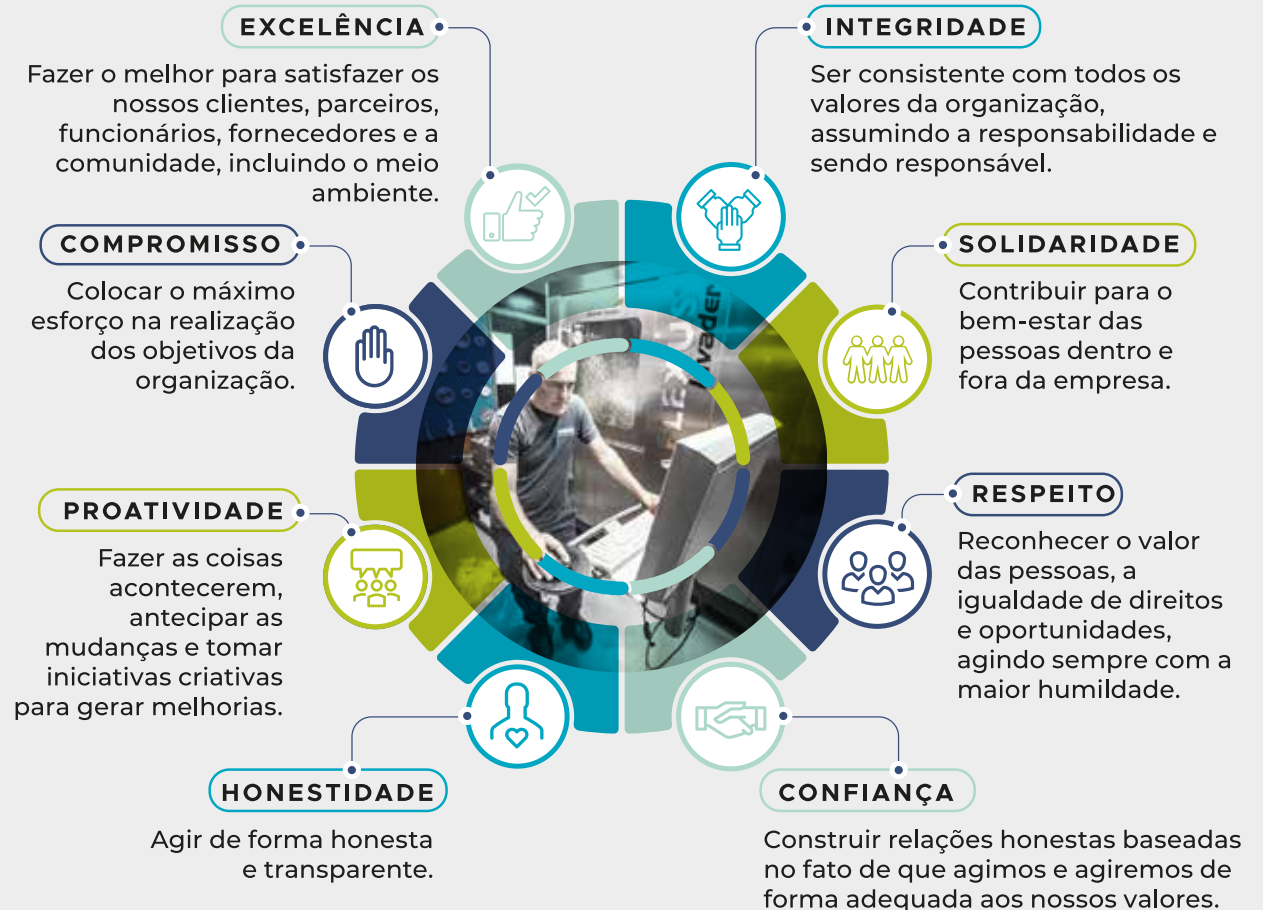 EXCELÊNCIA
Fazer o melhor para satisfazer os
nossos clientes, parceiros,
funcionários, fornecedores e a
comunidade, incluindo o meio
ambiente.
INTEGRIDADE
Ser consistente com todos os
valores da organização,
assumindo a responsabilidade e
sendo responsável.
COMPROMISSO
Colocar o máximo
esforço na realização
dos objetivos da
organização.
SOLIDARIEDADE
Contribuir para o
bem-estar das
pessoas dentro e
fora da empresa.
PROATIVIDADE
Fazer as coisas
acontecerem,
antecipar as
mudanças e tomar
iniciativas criativas
para gerar melhorias.
RESPEITO
Reconhecer o valor
das pessoas, a
igualdade de direitos
e oportunidades,
agindo sempre com a
maior humildade.
HONESTIDADE
Agir de forma honesta
e transparente.
CONFIANÇA
Construir relações honestas baseadas
no fato de que agimos e agiremos de
forma adequada aos nossos valores.